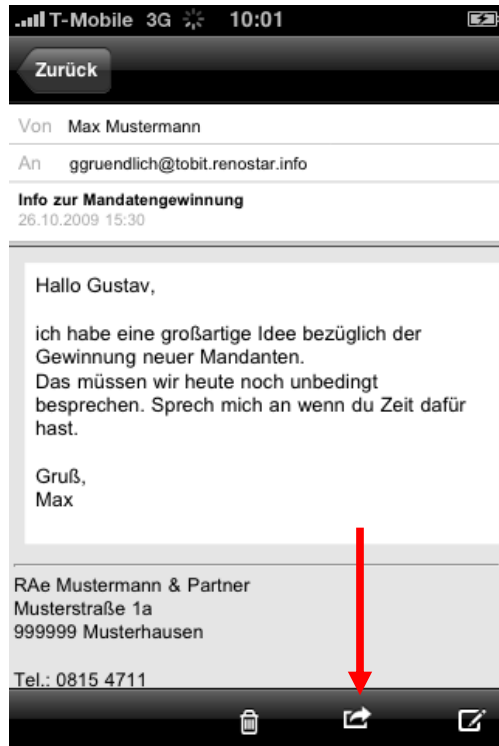 T-Mobile 3G 10:01
Zurück
Von Max Mustermann
An ggruendlich@tobit.renostar.info
Info zur Mandatengewinnung
26.10.2009 15:30
Hallo Gustav,
ich habe eine großartige Idee bezüglich der
Gewinnung neuer Mandanten.
Das müssen wir heute noch unbedingt
besprechen. Sprech mich an wenn du Zeit dafür
hast.
Gruß,
Max
RAe Mustermann & Partner
Musterstraße 1a
999999 Musterhausen
Tel.: 0815 4711